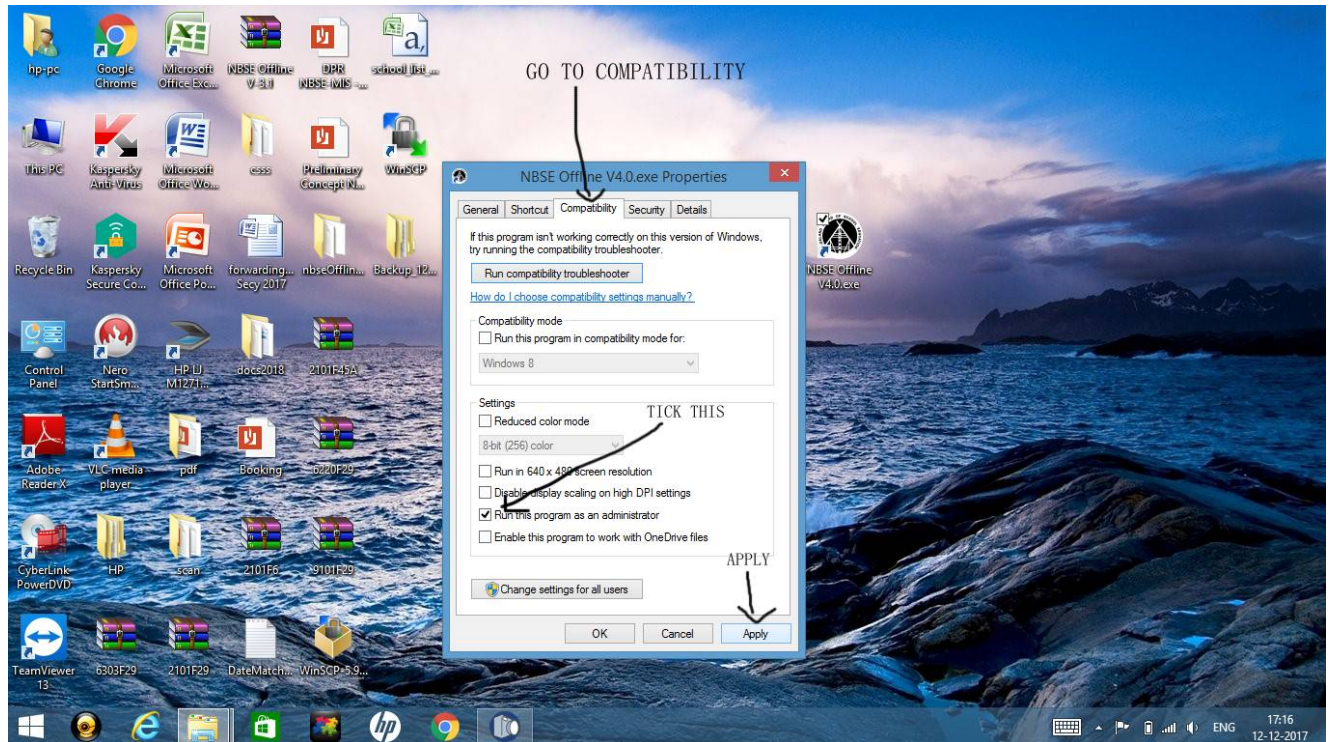 hp-pc
Google
Chrome
Microsoft
Office Exc...
NBSE Offline
V-3.1
DPR
NBSE-MIS -...
school_list_...
GO TO COMPATIBILITY
This PC
Kaspersky
Anti-Virus
Microsoft
Office Wo...
csss
Preliminary
Concept N...
WinSCP
NBSE Offline V4.0.exe Properties
General
Shortcut
Compatibility
Security
Details
If this program isn't working correctly on this version of Windows,
try running the compatibility troubleshooter.
Run compatibility troubleshooter
How do I choose compatibility settings manually?
Recycle Bin
Kaspersky
Secure Co...
Microsoft
Office Po...
forwarding...
Secy 2017
nbseOfflin...
Backup_12...
NBSE Offline
V4.0.exe
Compatibility mode
Run this program in compatibility mode for:
Windows 8
Control
Panel
Nero
StartSm...
HP LJ
M1271...
docs2018
2101F45A
Settings
TICK THIS
Reduced color mode
8-bit (256) color
Run in 640 x 480 screen resolution
Disable display scaling on high DPI settings
Run this program as an administrator
Enable this program to work with OneDrive files
Adobe
Reader X
VLC media
player
pdf
Booking
6220F29
APPLY
CyberLink
PowerDVD
HP
scan
2101F6
9101F29
Change settings for all users
OK
Cancel
Apply
TeamViewer
13
6303F29
2101F29
DateMatch...
WinSCP-5.9...
hp
ENG
17:16
12-12-2017